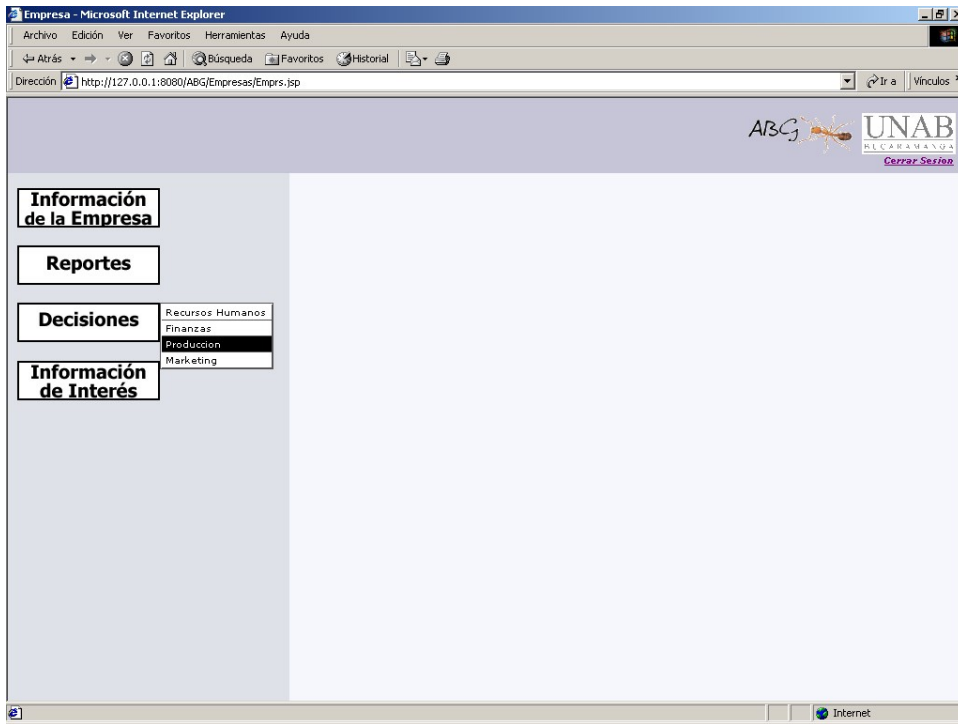 Empresa - Microsoft Internet Explorer
Archivo Edición Ver Favoritos Herramientas Ayuda
Atrás Búsqueda Favoritos Historial
Dirección http://127.0.0.1:8080/ABG/Empresas/Emprs.jsp Ir a Vínculos
ABG UNAB
BUCARAMANGA
Cerrar Sesion
Información
de la Empresa
Reportes
Decisiones
Recursos Humanos
Finanzas
Produccion
Marketing
Información
de Interés
Internet